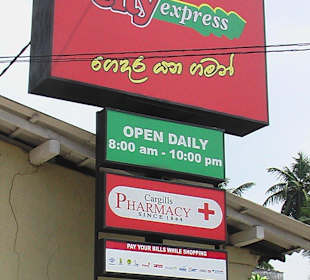 City express
ගෙදර යන ගමන්
OPEN DAILY
8:00 am - 10:00 pm
Cargills
PHARMACY
SINCE 1844
PAY YOUR BILLS WHILE SHOPPING